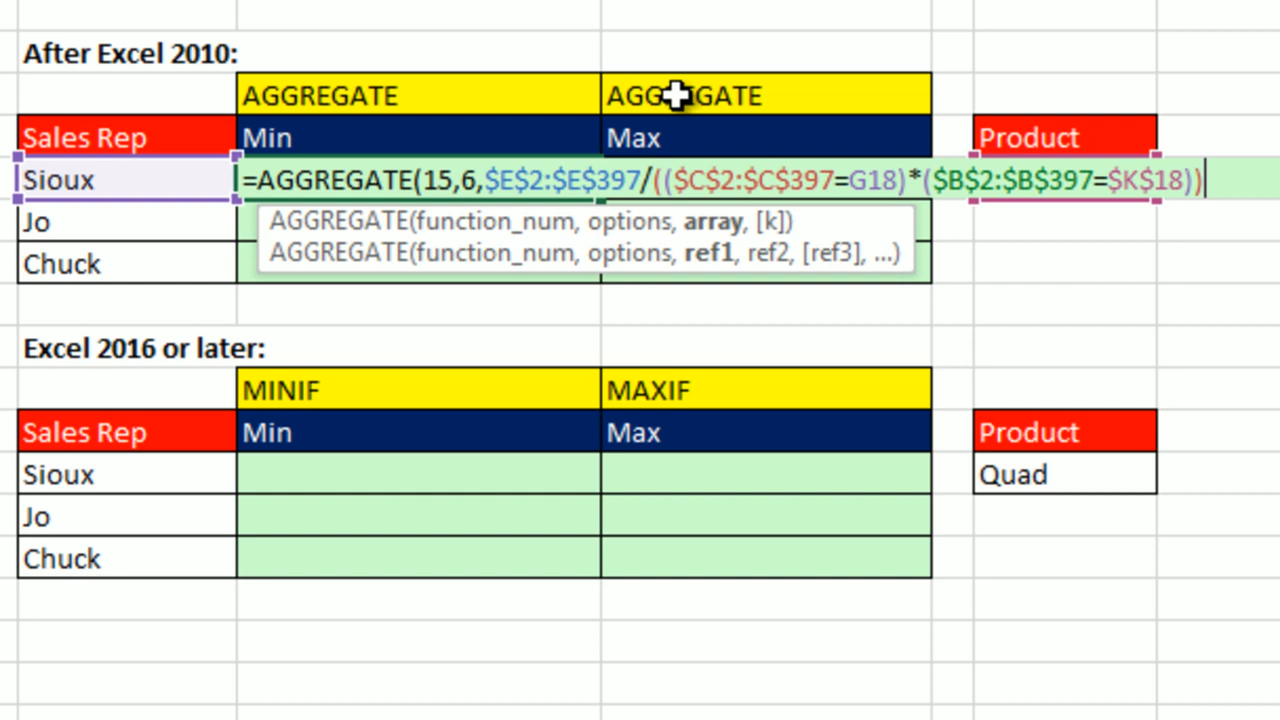 After Excel 2010:
AGGREGATE AGGREGATE
Sales Rep Min Max Product
Sioux =AGGREGATE(15,6,$E$2:$E$397/(($C$2:$C$397=G18)*($B$2:$B$397=$K$18))
Jo AGGREGATE(function_num, options, array, [k])
AGGREGATE(function_num, options, ref1, ref2, [ref3], ...)
Chuck
Excel 2016 or later:
MINIF MAXIF
Sales Rep Min Max Product
Sioux Quad
Jo
Chuck